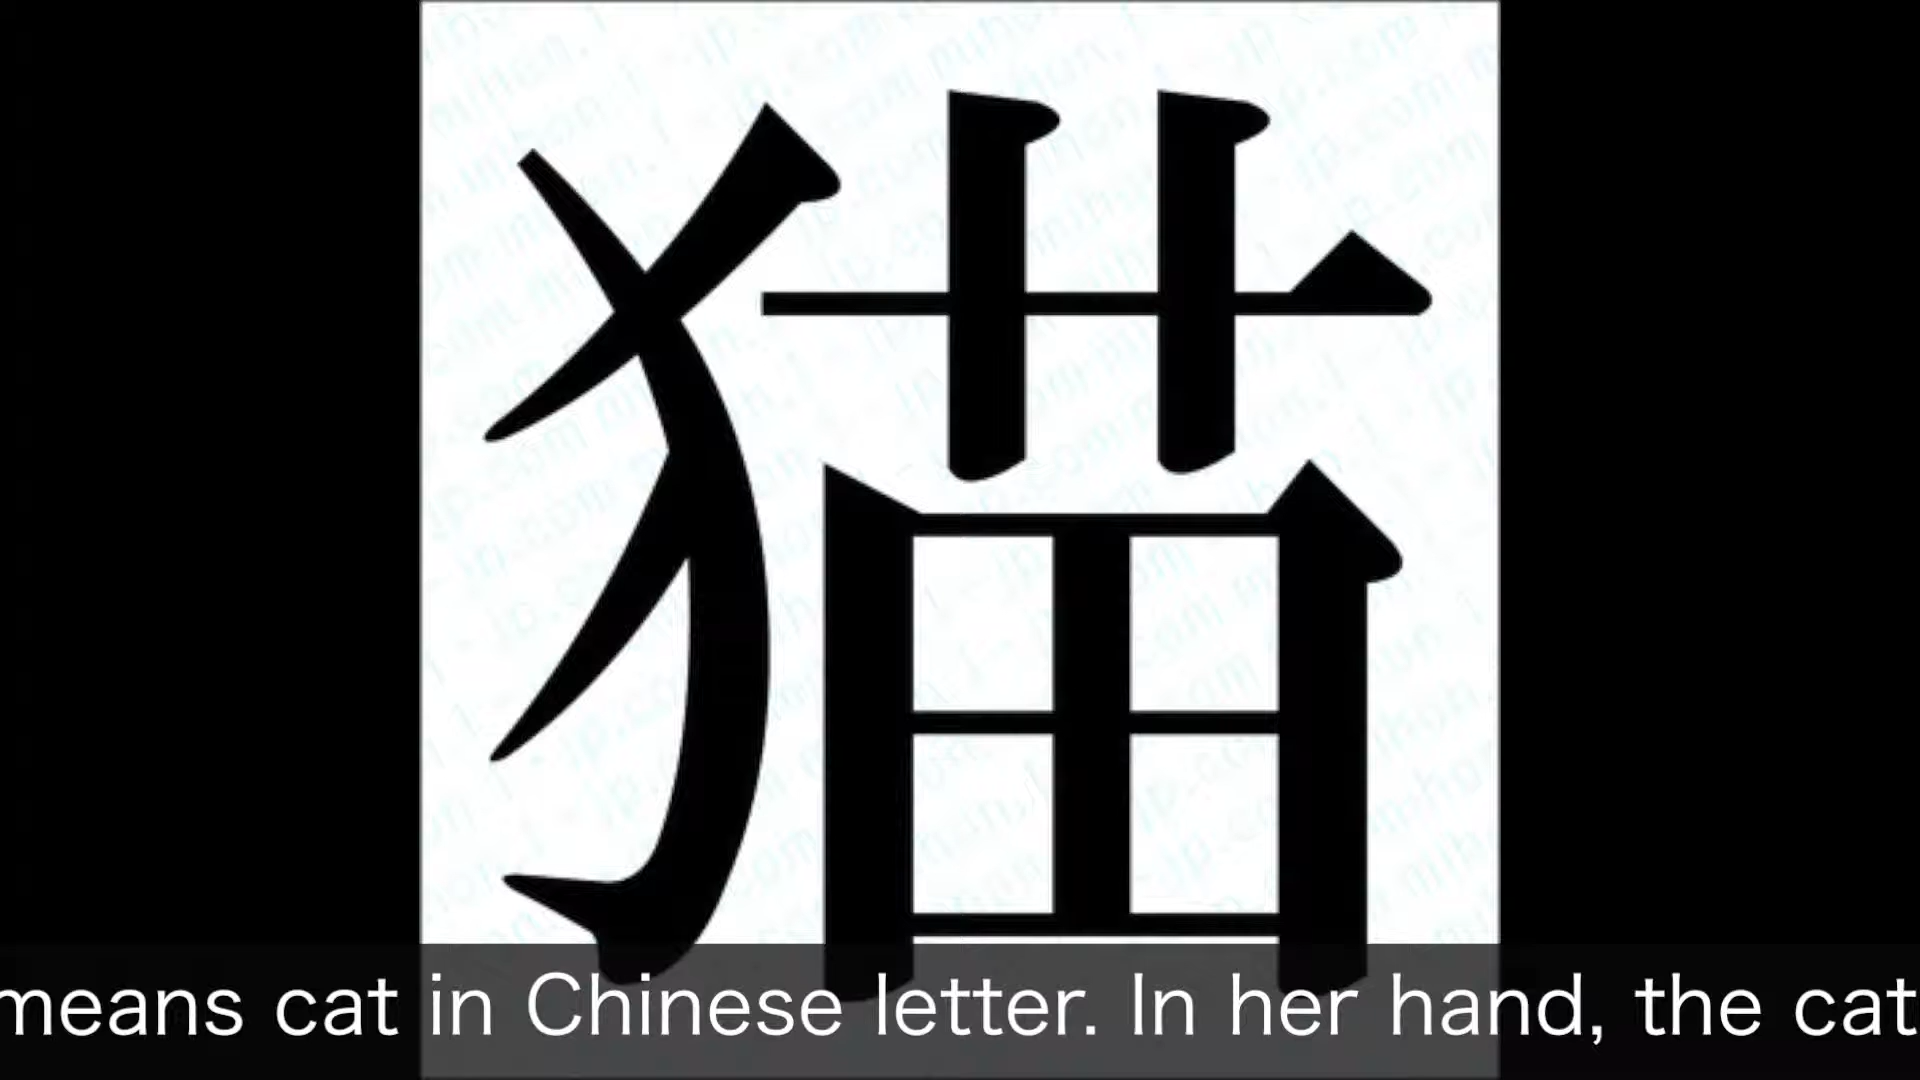 猫
means cat in Chinese letter. In her hand, the cat